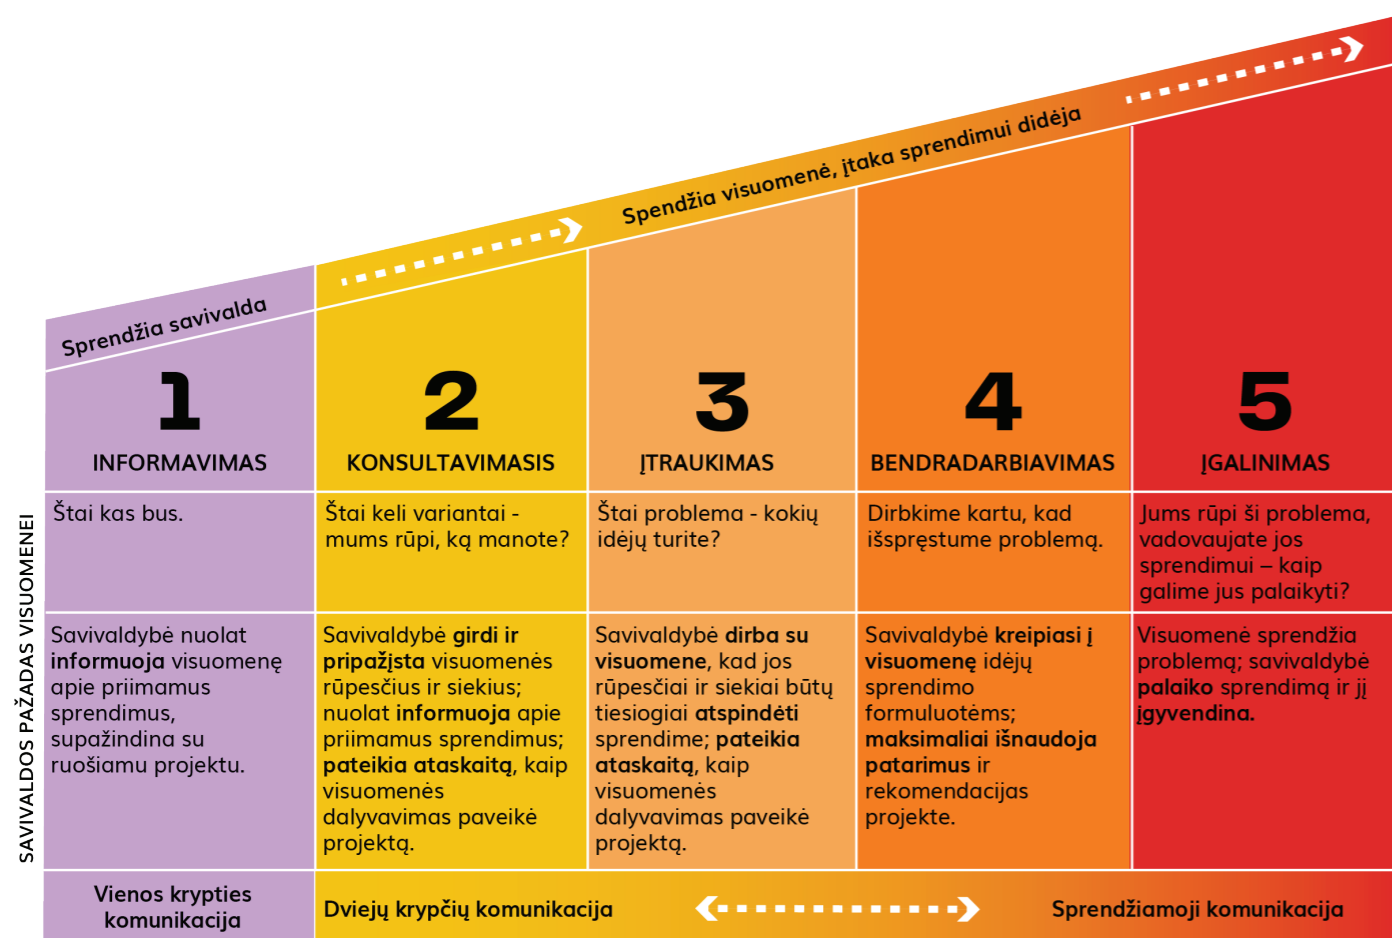 Sprendžia savivalda
Spendžia visuomenė, įtaka sprendimui didėja
1
INFORMAVIMAS
2
KONSULTAVIMASIS
3
ĮTRAUKIMAS
4
BENDRADARBIAVIMAS
5
ĮGALINIMAS
SAVIVALDOS PAŽADAS VISUOMENEI
Štai kas bus.
Štai keli variantai -
mums rūpi, ką manote?
Štai problema - kokių
idėjų turite?
Dirbkime kartu, kad
išspręstume problemą.
Jums rūpi ši problema,
vadovaujate jos
sprendimui – kaip
galime jus palaikyti?
Savivaldybė nuolat
informuoja visuomenę
apie priimamus
sprendimus,
supažindina su
ruošiamu projektu.
Savivaldybė girdi ir
pripažįsta visuomenės
rūpesčius ir siekius;
nuolat informuoja apie
priimamus sprendimus;
pateikia ataskaitą, kaip
visuomenės
dalyvavimas paveikė
projektą.
Savivaldybė dirba su
visuomene, kad jos
rūpesčiai ir siekiai būtų
tiesiogiai atspindėti
sprendime; pateikia
ataskaitą, kaip
visuomenės
dalyvavimas paveikė
projektą.
Savivaldybė kreipiasi į
visuomenę idėjų
sprendimo
formuluotėms;
maksimaliai išnaudoja
patarimus ir
rekomendacijas
projekte.
Visuomenė sprendžia
problemą; savivaldybė
palaiko sprendimą ir jį
įgyvendina.
Vienos krypties
komunikacija
Dviejų krypčių komunikacija
Sprendžiamoji komunikacija